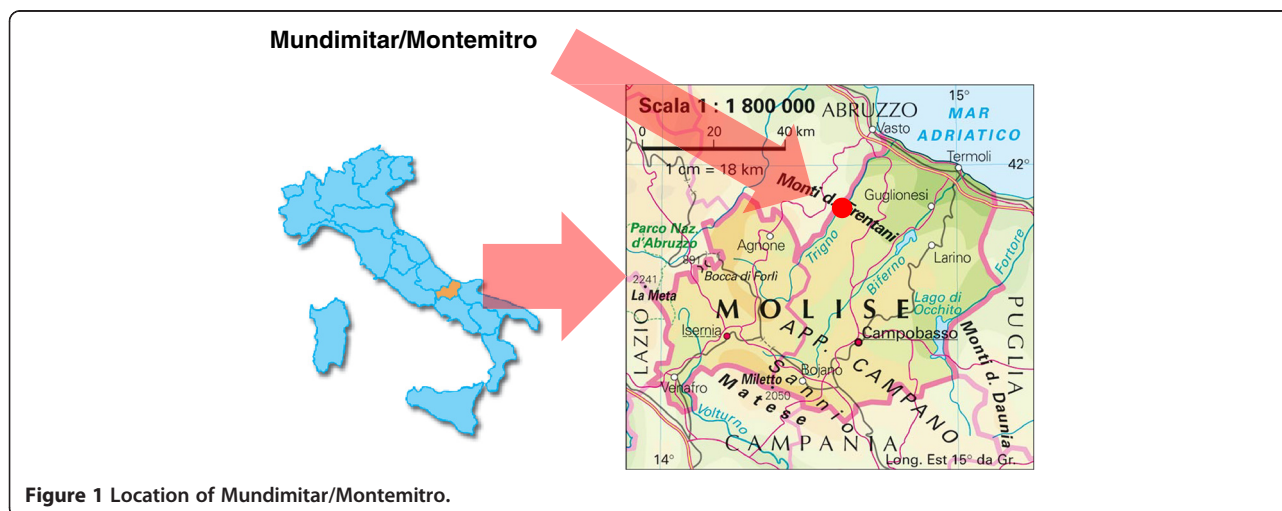 Mundimitar/Montemitro
Scala 1 : 1 800 000
0 20 40 km
1 cm = 18 km
ABRUZZO
15°
MAR
ADRIATICO
Vasto
Termoli
42°
Monti d. Frentani
Guglionesi
Parco Naz.
d'Abruzzo
Agnone
Trigno
Biferno
Larino
Fortore
891
Bocca di Forlì
2241
La Meta
Lago di
Occhito
MOLISE
LAZIO
Isernia
Campobasso
PUGLIA
APP. CAMPANO
Monti d. Daunia
Sannio
Bojano
Miletto
2050
Matese
Venafro
Volturno
CAMPANIA
14°
Long. Est 15° da Gr.
Figure 1 Location of Mundimitar/Montemitro.